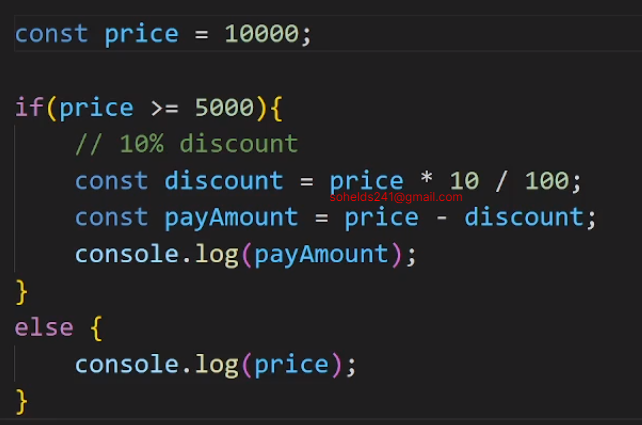 const price = 10000;
if(price >= 5000){
// 10% discount
const discount = price * 10 / 100;
sohelds241@gmail.com
const payAmount = price - discount;
console.log(payAmount);
}
else {
console.log(price);
}